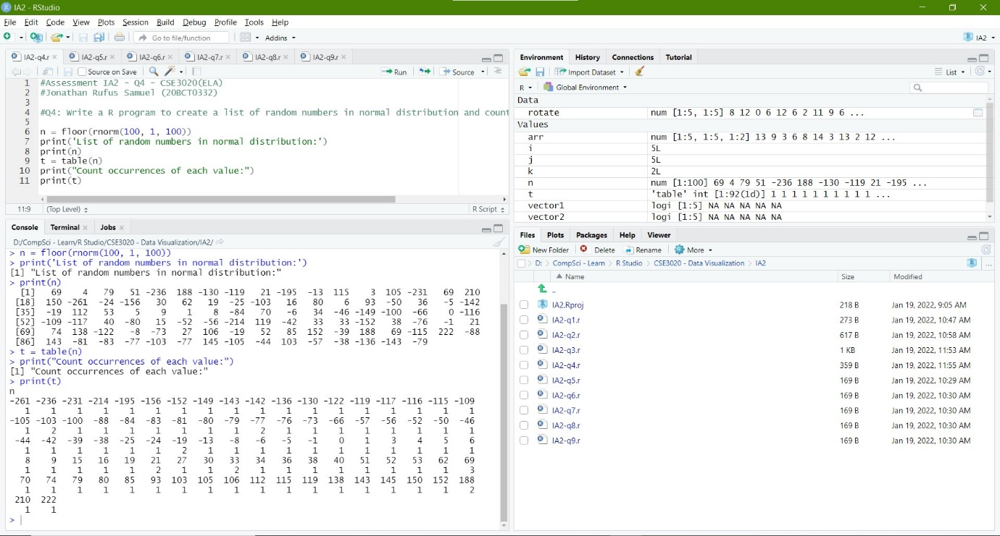 IA2 - RStudio
File Edit Code View Plots Session Build Debug Profile Tools Help
Go to file/function Addins IA2
IA2-q4.r IA2-q5.r IA2-q6.r IA2-q7.r IA2-q8.r IA2-q9.r
Source on Save Run Source
1 #Assessment IA2 - Q4 - CSE3020(ELA)
2 #Jonathan Rufus Samuel (20BCT0332)
3
4 #Q4: Write a R program to create a list of random numbers in normal distribution and count
5
6 n = floor(rnorm(100, 1, 100))
7 print('List of random numbers in normal distribution:')
8 print(n)
9 t = table(n)
10 print("Count occurrences of each value:")
11 print(t)
11:9 (Top Level) R Script
Console Terminal Jobs
D:/CompSci - Learn/R Studio/CSE3020 - Data Visualization/IA2/
> n = floor(rnorm(100, 1, 100))
> print('List of random numbers in normal distribution:')
[1] "List of random numbers in normal distribution:"
> print(n)
[1] 69 4 79 51 -236 188 -130 -119 21 -195 -13 115 3 105 -231 69 210
[18] 150 -261 -24 -156 30 62 19 -25 -103 16 80 6 93 -50 36 -5 -142
[35] -19 112 53 5 9 1 8 -84 70 -6 34 -46 -149 -100 -66 0 -116
[52] -109 -117 40 -80 15 -52 -56 -214 119 -42 33 33 -152 38 -76 -1 21
[69] 74 138 -122 -8 -73 27 106 -19 52 85 152 -39 188 69 -115 222 -88
[86] 143 -81 -83 -77 -103 -77 145 -105 -44 103 -57 -38 -136 -143 -79
> t = table(n)
> print("Count occurrences of each value:")
[1] "Count occurrences of each value:"
> print(t)
n
-261 -236 -231 -214 -195 -156 -152 -149 -143 -142 -136 -130 -122 -119 -117 -116 -115 -109
1 1 1 1 1 1 1 1 1 1 1 1 1 1 1 1 1 1
-105 -103 -100 -88 -84 -83 -81 -80 -79 -77 -76 -73 -66 -57 -56 -52 -50 -46
1 2 1 1 1 1 1 1 1 2 1 1 1 1 1 1 1 1
-44 -42 -39 -38 -25 -24 -19 -13 -8 -6 -5 -1 0 1 3 4 5 6
1 1 1 1 1 1 2 1 1 1 1 1 1 1 1 1 1 1
8 9 15 16 19 21 27 30 33 34 36 38 40 51 52 53 62 69
1 1 1 1 1 2 1 1 2 1 1 1 1 1 1 1 1 3
70 74 79 80 85 93 103 105 106 112 115 119 138 143 145 150 152 188
1 1 1 1 1 1 1 1 1 1 1 1 1 1 1 1 1 2
210 222
1 1
>
Environment History Connections Tutorial
Import Dataset List
R Global Environment
Data
rotate num [1:5, 1:5] 8 12 0 6 12 6 2 11 9 6 ...
Values
arr num [1:5, 1:5, 1:2] 13 9 3 6 8 14 3 13 2 12 ...
i 5L
j 5L
k 2L
n num [1:100] 69 4 79 51 -236 188 -130 -119 21 -195 ...
t 'table' int [1:92(1d)] 1 1 1 1 1 1 1 1 1 1 ...
vector1 logi [1:5] NA NA NA NA NA
vector2 logi [1:5] NA NA NA NA NA
Files Plots Packages Help Viewer
New Folder Delete Rename More
D: CompSci - Learn R Studio CSE3020 - Data Visualization IA2 ...
Name Size Modified
..
IA2.Rproj 218 B Jan 19, 2022, 9:05 AM
IA2-q1.r 273 B Jan 19, 2022, 10:47 AM
IA2-q2.r 617 B Jan 19, 2022, 10:58 AM
IA2-q3.r 1 KB Jan 19, 2022, 11:53 AM
IA2-q4.r 359 B Jan 19, 2022, 11:55 AM
IA2-q5.r 169 B Jan 19, 2022, 10:29 AM
IA2-q6.r 169 B Jan 19, 2022, 10:30 AM
IA2-q7.r 169 B Jan 19, 2022, 10:30 AM
IA2-q8.r 169 B Jan 19, 2022, 10:30 AM
IA2-q9.r 169 B Jan 19, 2022, 10:30 AM